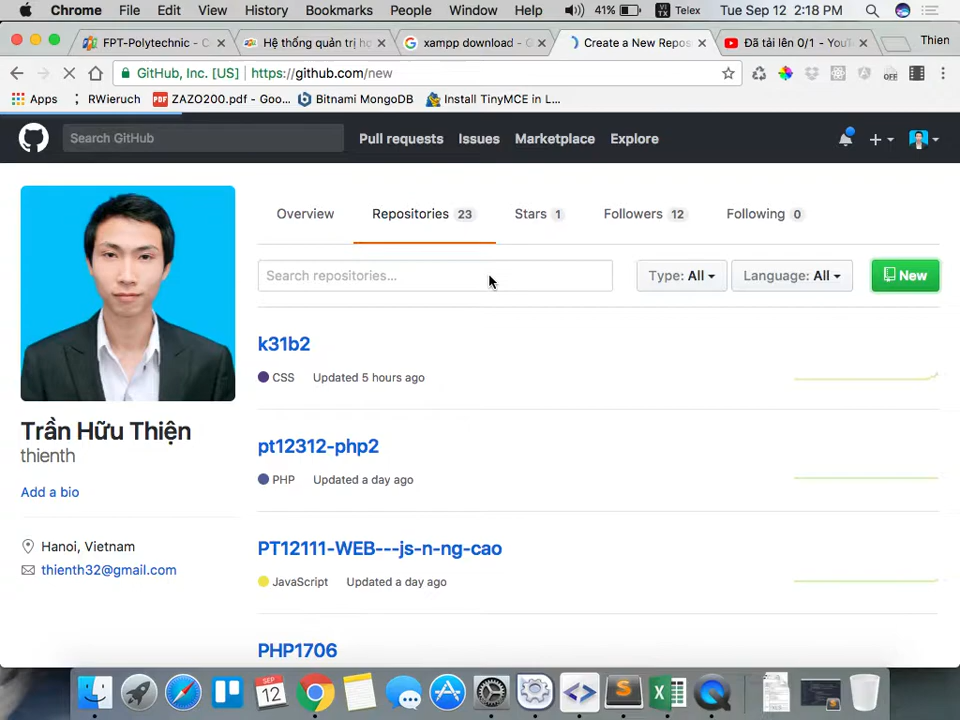 Chrome File Edit View History Bookmarks People Window Help 41% VI TX Telex Tue Sep 12 2:18 PM
FPT-Polytechnic - C Hệ thống quản trị họ xampp download - G Create a New Repos Đã tải lên 0/1 - YouT Thien
GitHub, Inc. [US] https://github.com/new
Apps RWieruch PDF ZAZO200.pdf - Goo... Bitnami MongoDB Install TinyMCE in L...
Search GitHub Pull requests Issues Marketplace Explore
Overview Repositories 23 Stars 1 Followers 12 Following 0
Search repositories... Type: All Language: All New
k31b2
CSS Updated 5 hours ago
Trần Hữu Thiện
thienth
pt12312-php2
PHP Updated a day ago
Add a bio
Hanoi, Vietnam
thienth32@gmail.com
PT12111-WEB---js-n-ng-cao
JavaScript Updated a day ago
PHP1706
SEP
12